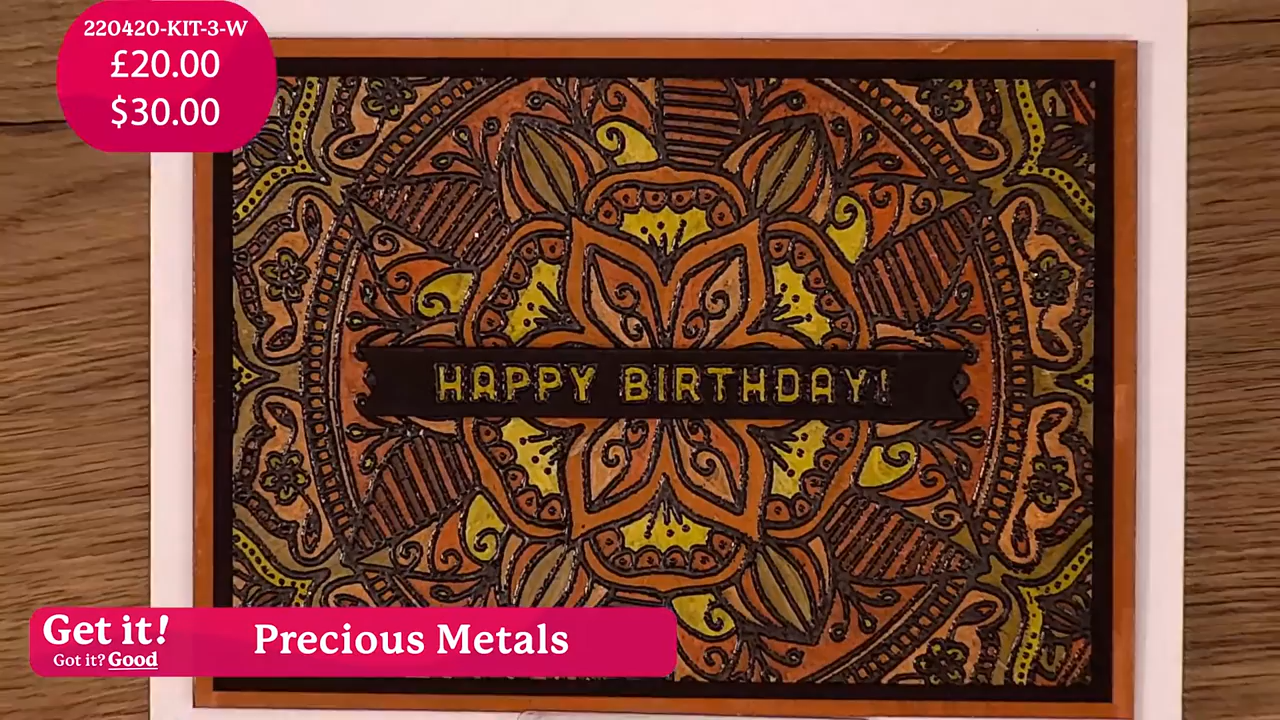 220420-KIT-3-W
£20.00
$30.00
HAPPY BIRTHDAY!
Get it!
Got it? Good
Precious Metals